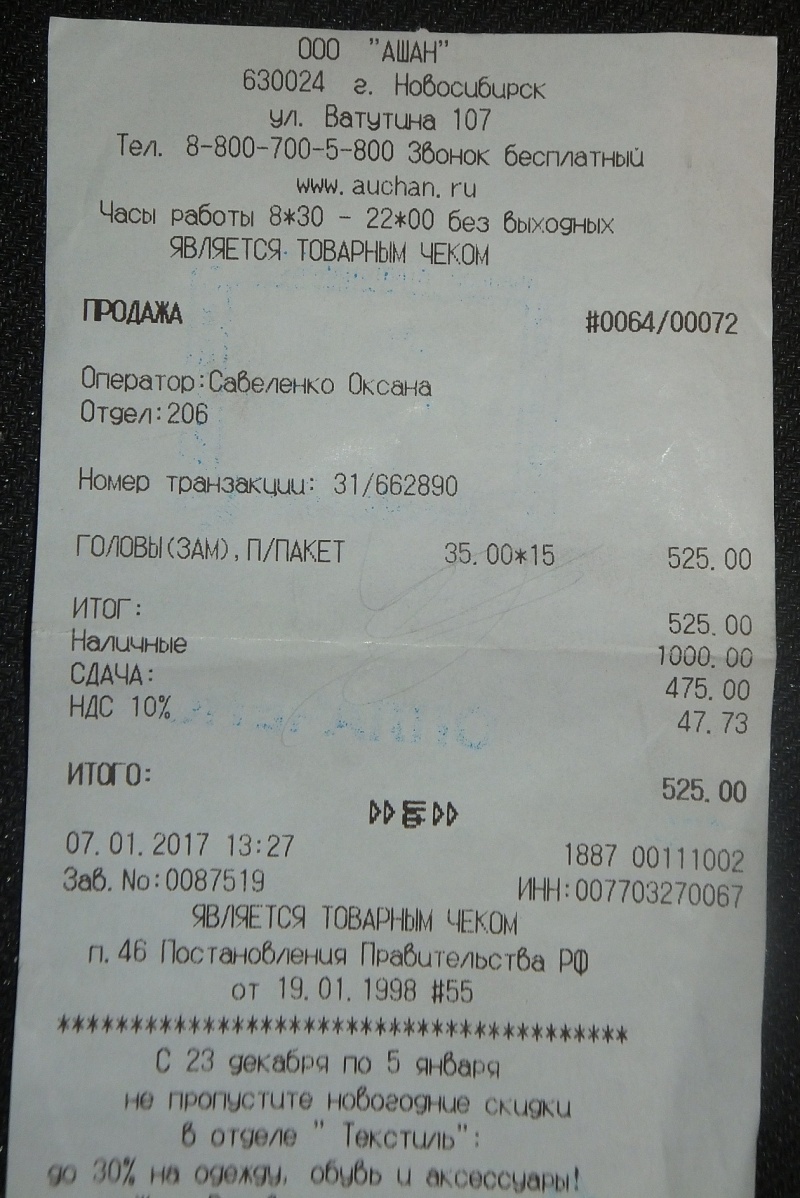 ООО "АШАН"
630024 г. Новосибирск
ул. Ватутина 107
Тел. 8-800-700-5-800 Звонок бесплатный
www.auchan.ru
Часы работы 8*30 - 22*00 без выходных
ЯВЛЯЕТСЯ ТОВАРНЫМ ЧЕКОМ
ПРОДАЖА #0064/00072
Оператор:Савеленко Оксана
Отдел:206
Номер транзакции: 31/662890
ГОЛОВЫ(ЗАМ),П/ПАКЕТ 35.00*15 525.00
ИТОГ: 525.00
Наличные 1000.00
СДАЧА: 475.00
НДС 10% 47.73
ИТОГО: 525.00
07.01.2017 13:27 1887 00111002
Зав. No:0087519 ИНН:007703270067
ЯВЛЯЕТСЯ ТОВАРНЫМ ЧЕКОМ
п.46 Постановления Правительства РФ
от 19.01.1998 #55
***************************************
С 23 декабря по 5 января
не пропустите новогодние скидки
в отделе " Текстиль":
до 30% на одежду, обувь и аксессуары!